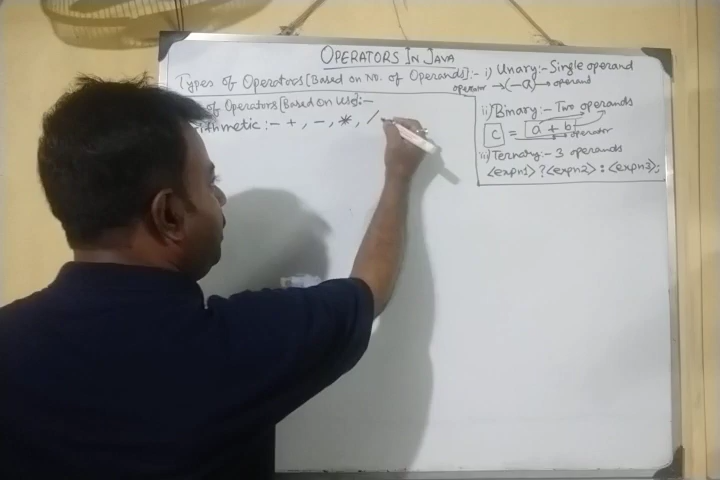 OPERATORS IN JAVA
Types Of Operators [Based on No. of Operands]:-
i) Unary:- Single operand
operator → (-a) → operand
ii) Binary:- Two operands
c = a + b
operator
iii) Ternary:- 3 operands
<expn1> ? <expn2> : <expn3>;
of Operators [Based on Use]:-
ithmetic :- +, -, *, /